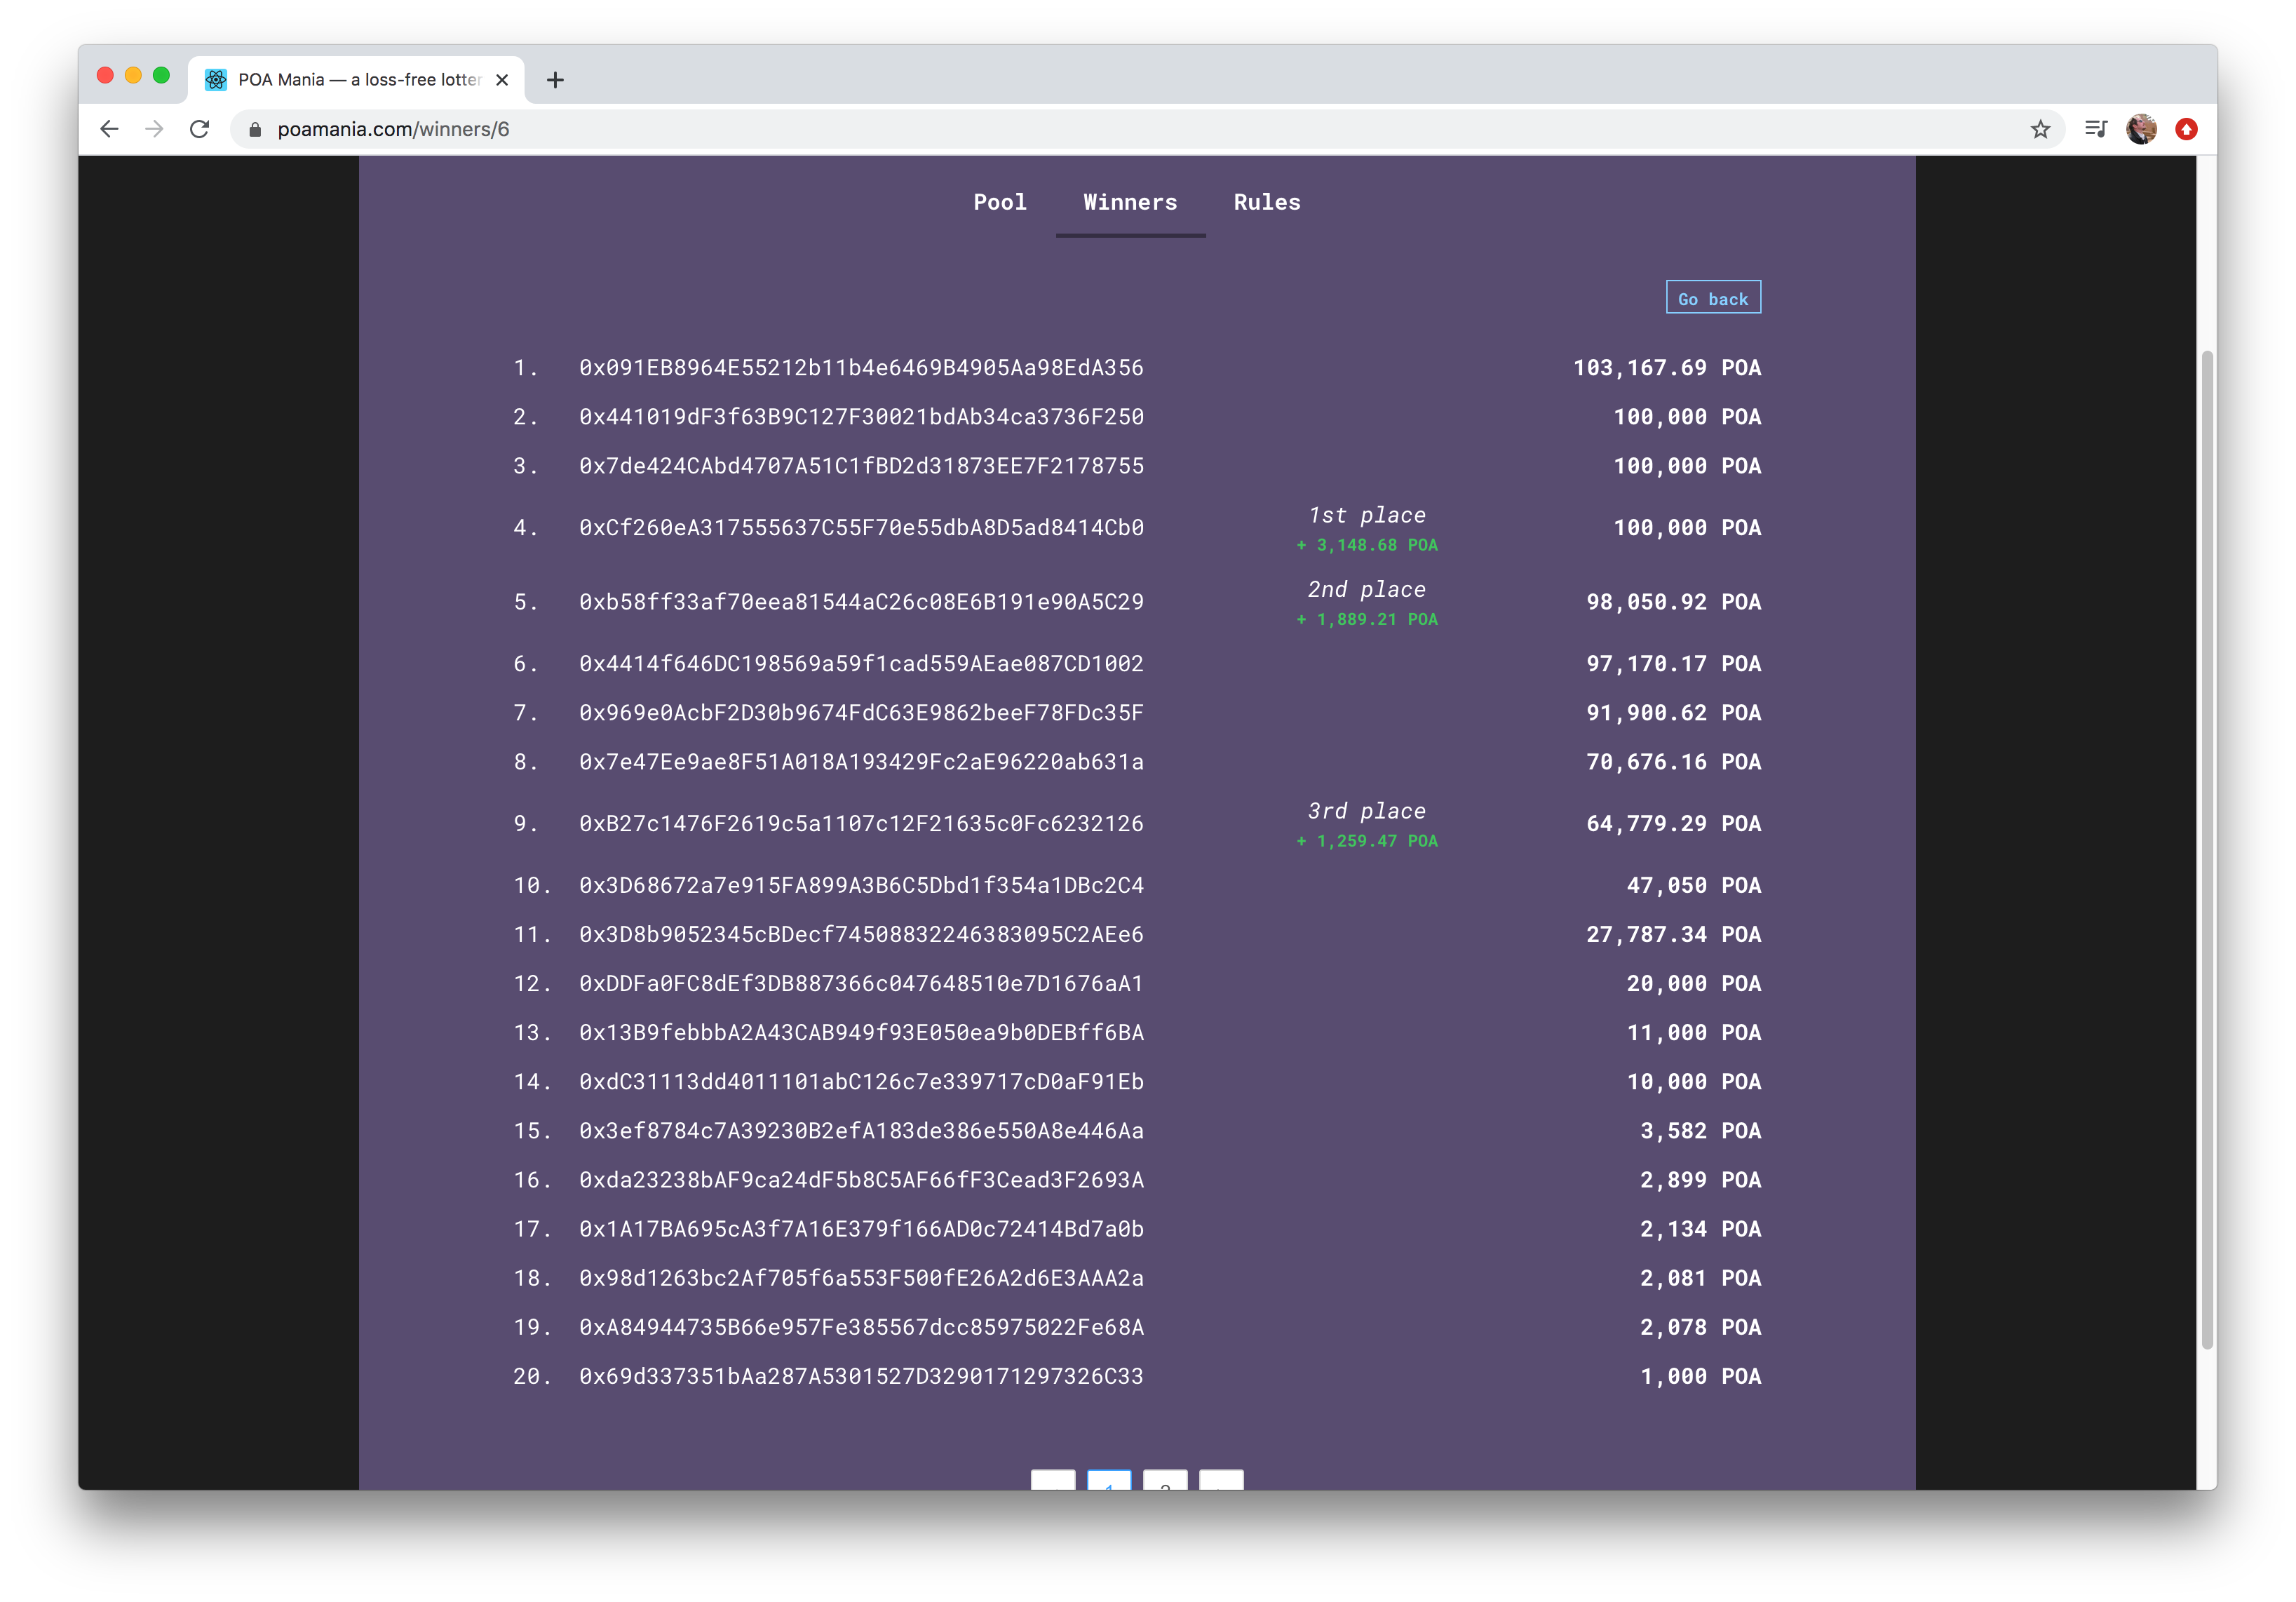 POA Mania — a loss-free lotter
poamania.com/winners/6
Pool Winners Rules
Go back
1. 0x091EB8964E55212b11b4e6469B4905Aa98EdA356 103,167.69 POA
2. 0x441019dF3f63B9C127F30021bdAb34ca3736F250 100,000 POA
3. 0x7de424CAbd4707A51C1fBD2d31873EE7F2178755 100,000 POA
4. 0xCf260eA317555637C55F70e55dbA8D5ad8414Cb0 1st place 100,000 POA
+ 3,148.68 POA
5. 0xb58ff33af70eea81544aC26c08E6B191e90A5C29 2nd place 98,050.92 POA
+ 1,889.21 POA
6. 0x4414f646DC198569a59f1cad559AEae087CD1002 97,170.17 POA
7. 0x969e0AcbF2D30b9674FdC63E9862beeF78FDc35F 91,900.62 POA
8. 0x7e47Ee9ae8F51A018A193429Fc2aE96220ab631a 70,676.16 POA
9. 0xB27c1476F2619c5a1107c12F21635c0Fc6232126 3rd place 64,779.29 POA
+ 1,259.47 POA
10. 0x3D68672a7e915FA899A3B6C5Dbd1f354a1DBc2C4 47,050 POA
11. 0x3D8b9052345cBDecf74508832246383095C2AEe6 27,787.34 POA
12. 0xDDFa0FC8dEf3DB887366c047648510e7D1676aA1 20,000 POA
13. 0x13B9febbbA2A43CAB949f93E050ea9b0DEBff6BA 11,000 POA
14. 0xdC31113dd4011101abC126c7e339717cD0aF91Eb 10,000 POA
15. 0x3ef8784c7A39230B2efA183de386e550A8e446Aa 3,582 POA
16. 0xda23238bAF9ca24dF5b8C5AF66fF3Cead3F2693A 2,899 POA
17. 0x1A17BA695cA3f7A16E379f166AD0c72414Bd7a0b 2,134 POA
18. 0x98d1263bc2Af705f6a553F500fE26A2d6E3AAA2a 2,081 POA
19. 0xA84944735B66e957Fe385567dcc85975022Fe68A 2,078 POA
20. 0x69d337351bAa287A5301527D3290171297326C33 1,000 POA